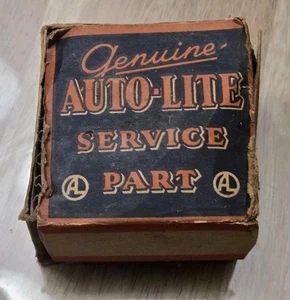 Genuine
AUTO-LITE
SERVICE
PART
AL AL